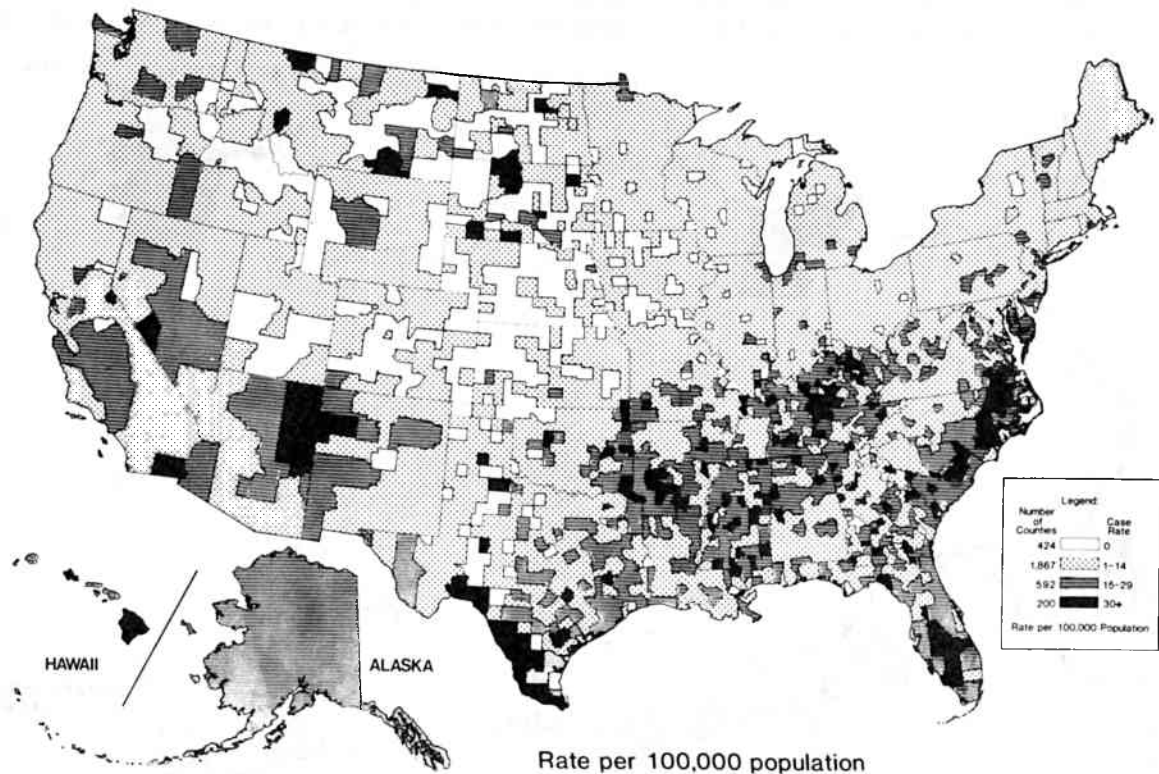 HAWAII
ALASKA
Legend:
Number of Counties
Case Rate
424 0
1,867 1-14
592 15-29
200 30+
Rate per 100,000 Population
Rate per 100,000 population